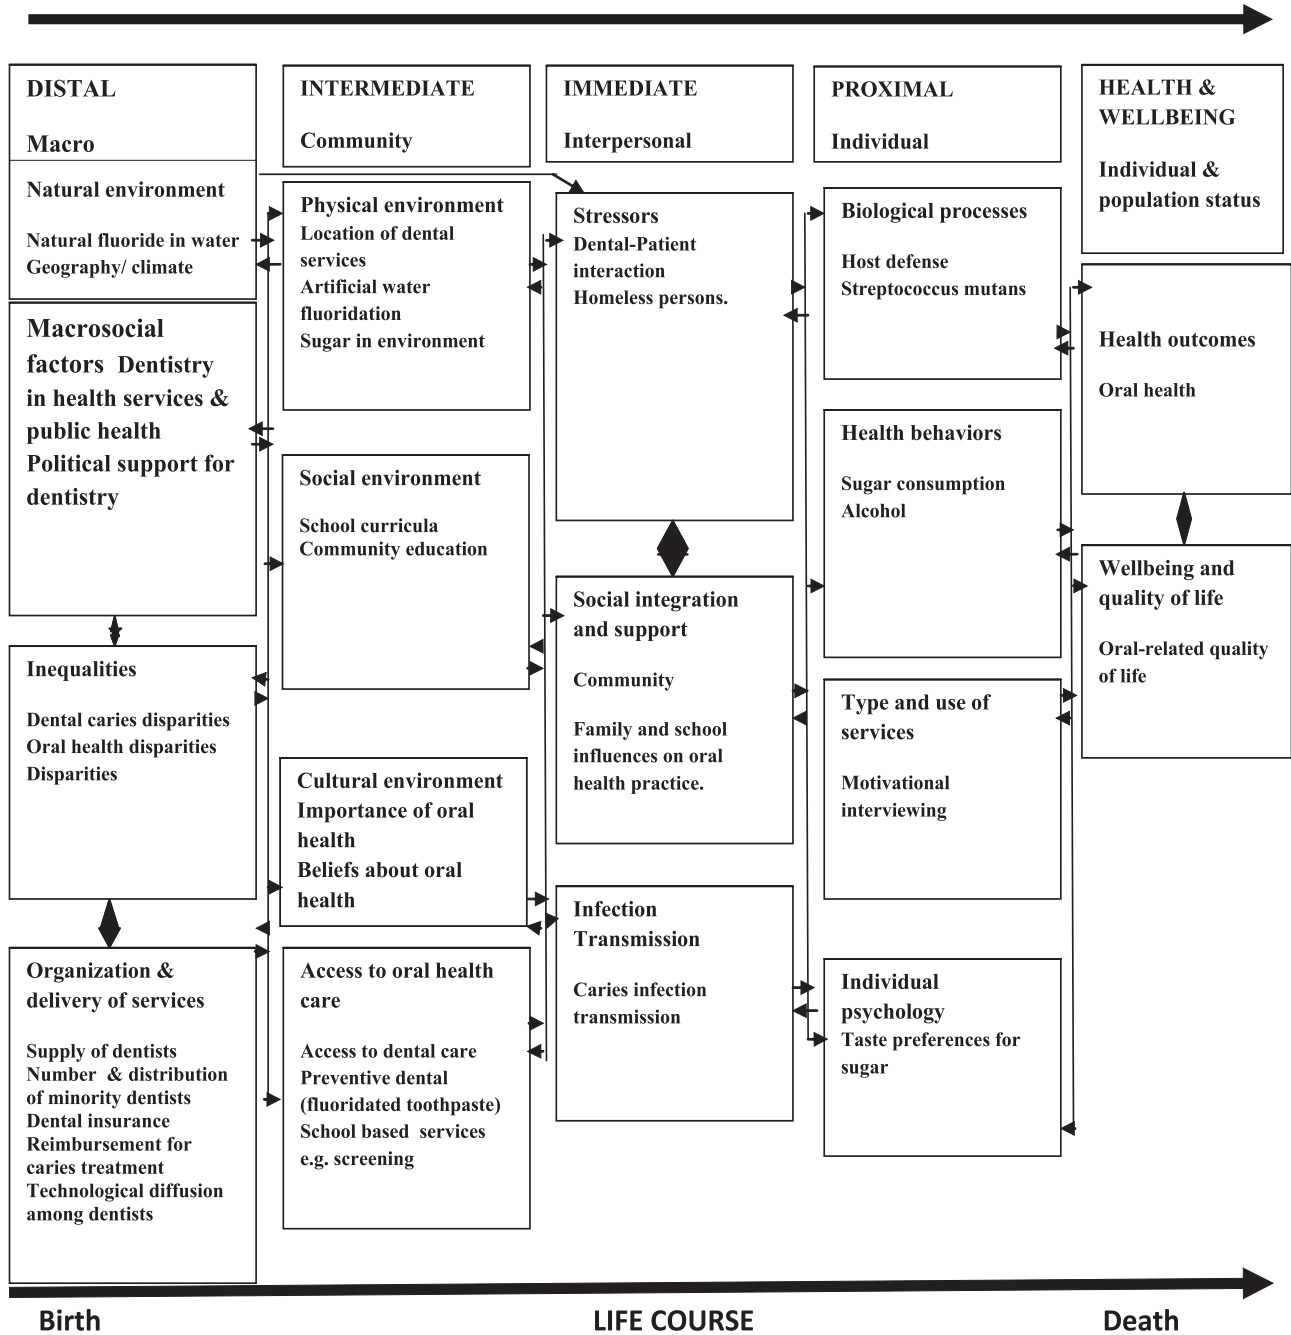 DISTAL
Macro
Natural environment
Natural fluoride in water
Geography/ climate
Macrosocial
factors Dentistry
in health services &
public health
Political support for
dentistry
Inequalities
Dental caries disparities
Oral health disparities
Disparities
Organization &
delivery of services
Supply of dentists
Number & distribution
of minority dentists
Dental insurance
Reimbursement for
caries treatment
Technological diffusion
among dentists
INTERMEDIATE
Community
Physical environment
Location of dental
services
Artificial water
fluoridation
Sugar in environment
Social environment
School curricula
Community education
Cultural environment
Importance of oral
health
Beliefs about oral
health
Access to oral health
care
Access to dental care
Preventive dental
(fluoridated toothpaste)
School based services
e.g. screening
IMMEDIATE
Interpersonal
Stressors
Dental-Patient
interaction
Homeless persons.
Social integration
and support
Community
Family and school
influences on oral
health practice.
Infection
Transmission
Caries infection
transmission
PROXIMAL
Individual
Biological processes
Host defense
Streptococcus mutans
Health behaviors
Sugar consumption
Alcohol
Type and use of
services
Motivational
interviewing
Individual
psychology
Taste preferences for
sugar
HEALTH &
WELLBEING
Individual &
population status
Health outcomes
Oral health
Wellbeing and
quality of life
Oral-related quality
of life
Birth
LIFE COURSE
Death